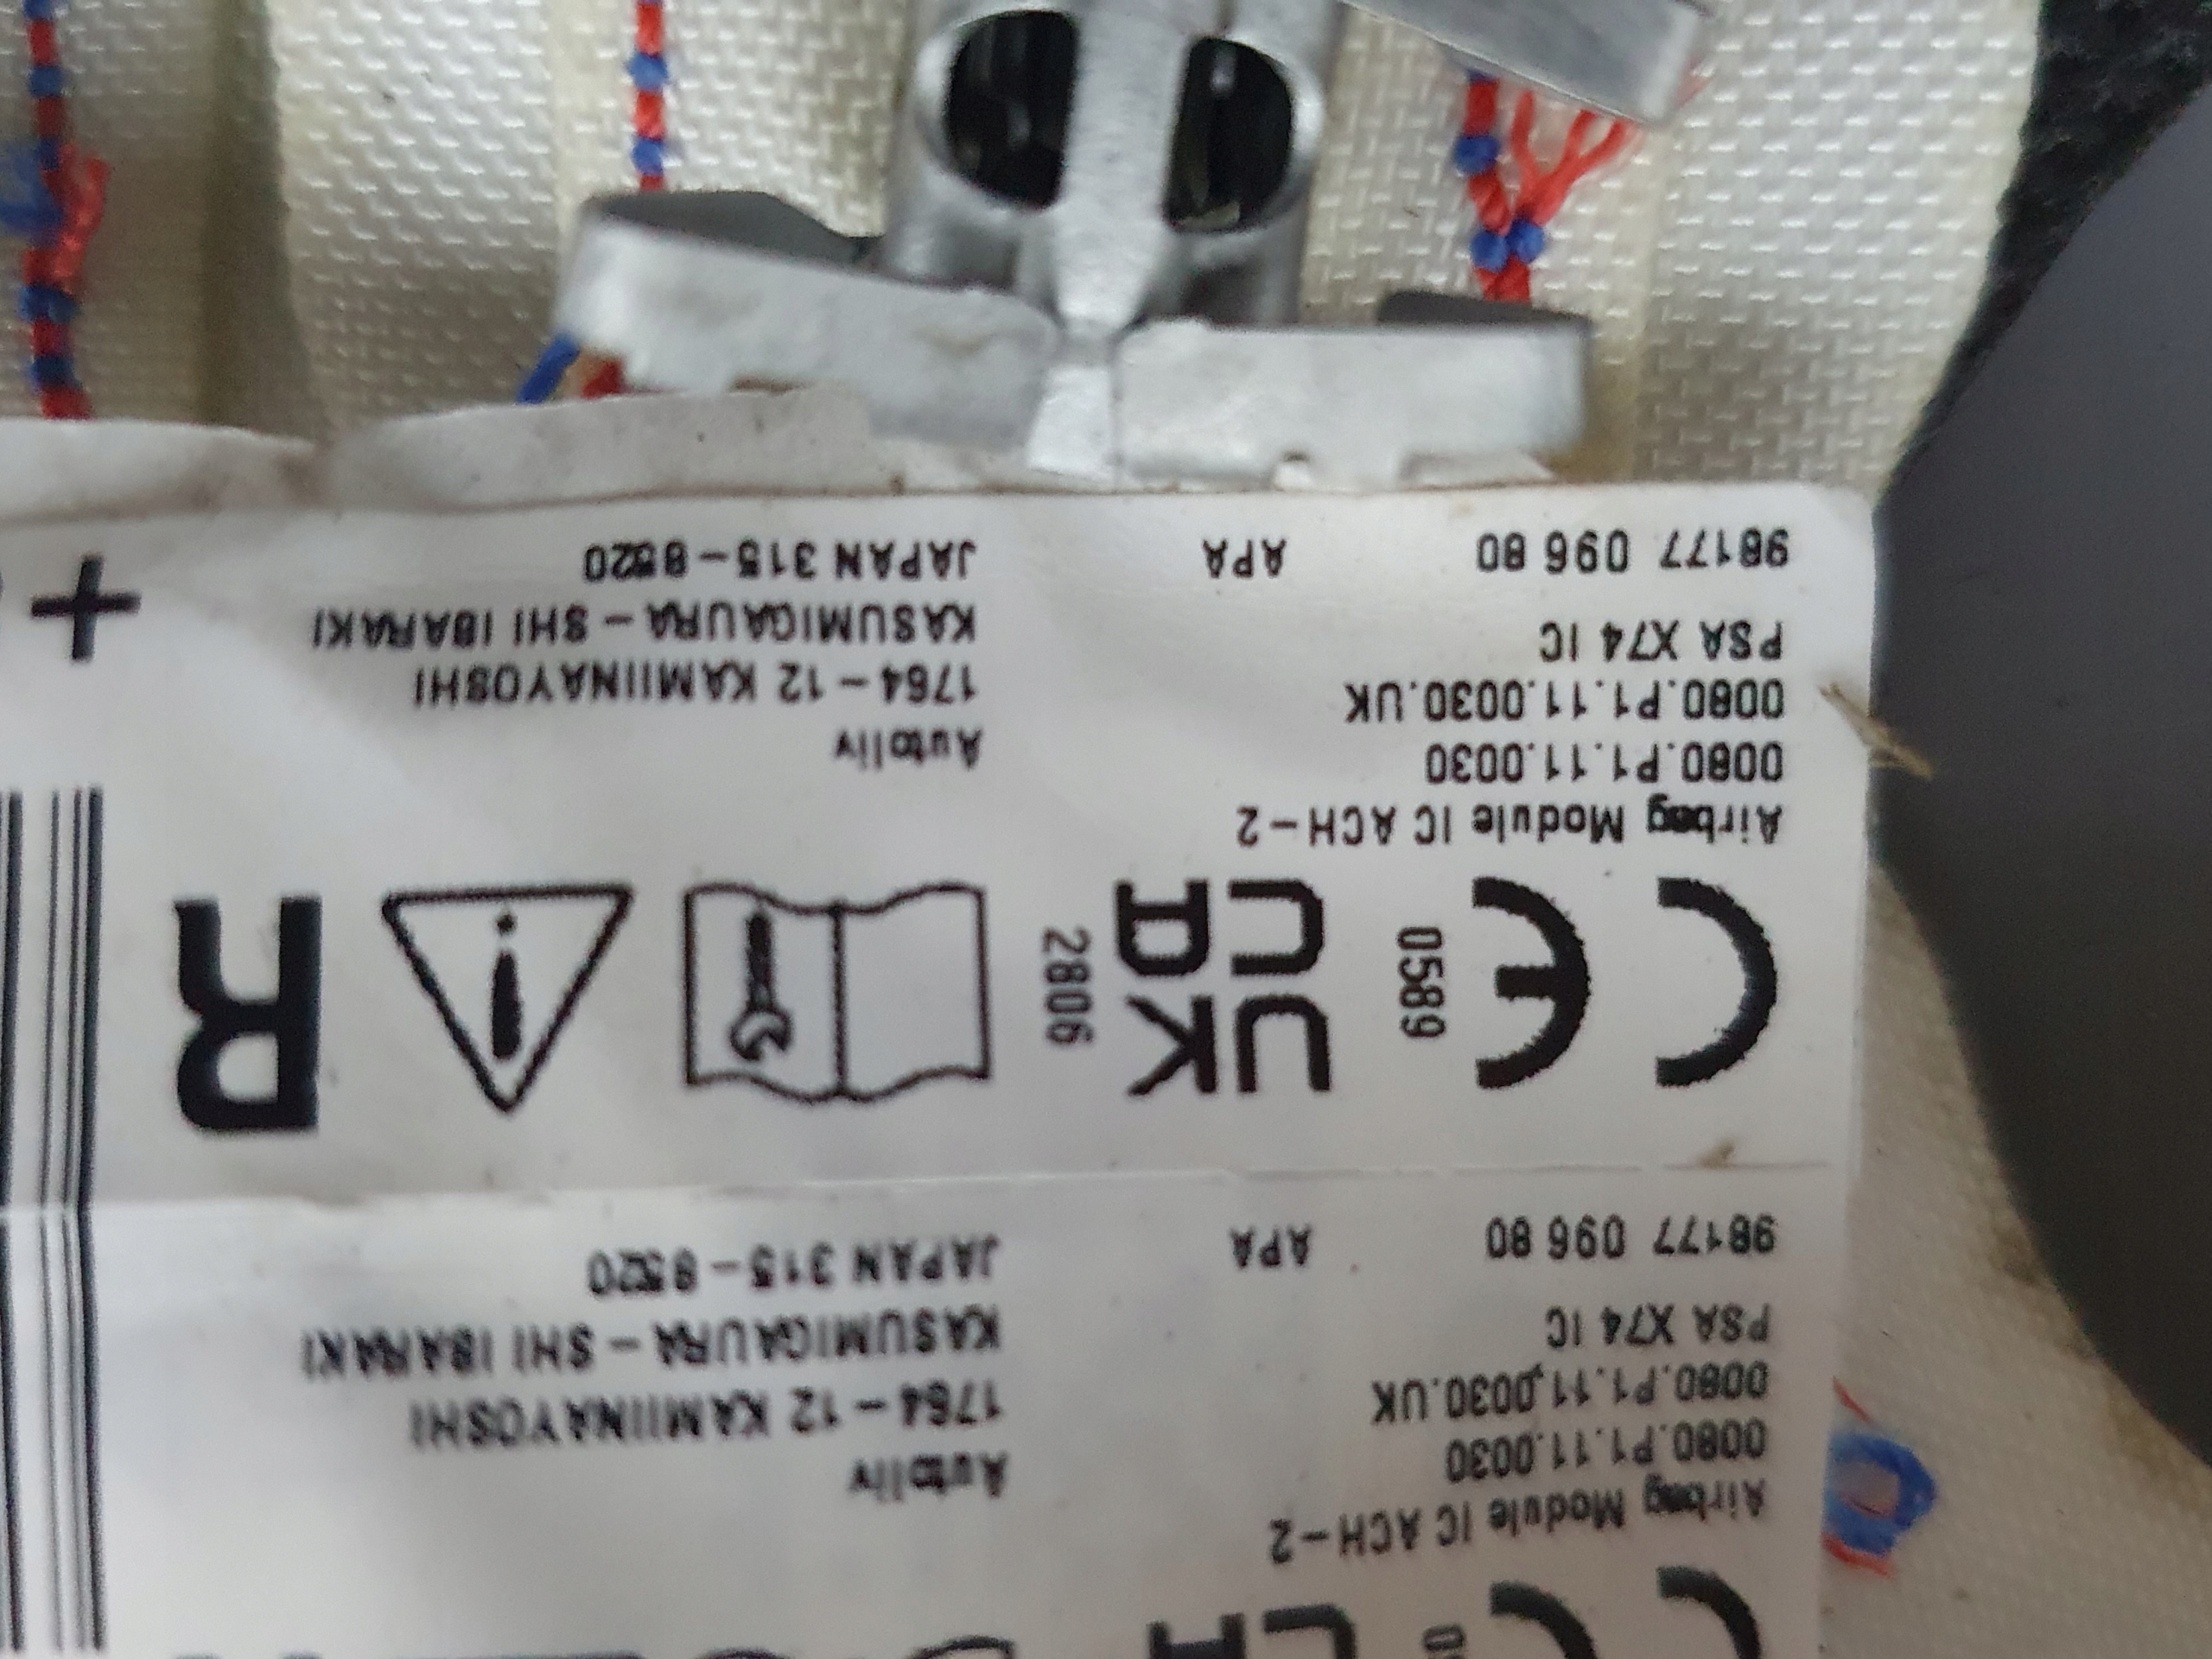 CE
0589
UK
CA
2806
R
Airbag Module IC ACH-2
0080.P1.11.0030
0080.P1.11.0030.UK
PSA X74 IC
98177 096 80 APA
Autoliv
1764-12 KAMIINAYOSHI
KASUMIGAURA-SHI IBARAKI
JAPAN 315-8520
+
Airbag Module IC ACH-2
0080.P1.11.0030
0080.P1.11.0030.UK
PSA X74 IC
98177 096 80 APA
Autoliv
1764-12 KAMIINAYOSHI
KASUMIGAURA-SHI IBARAKI
JAPAN 315-8520